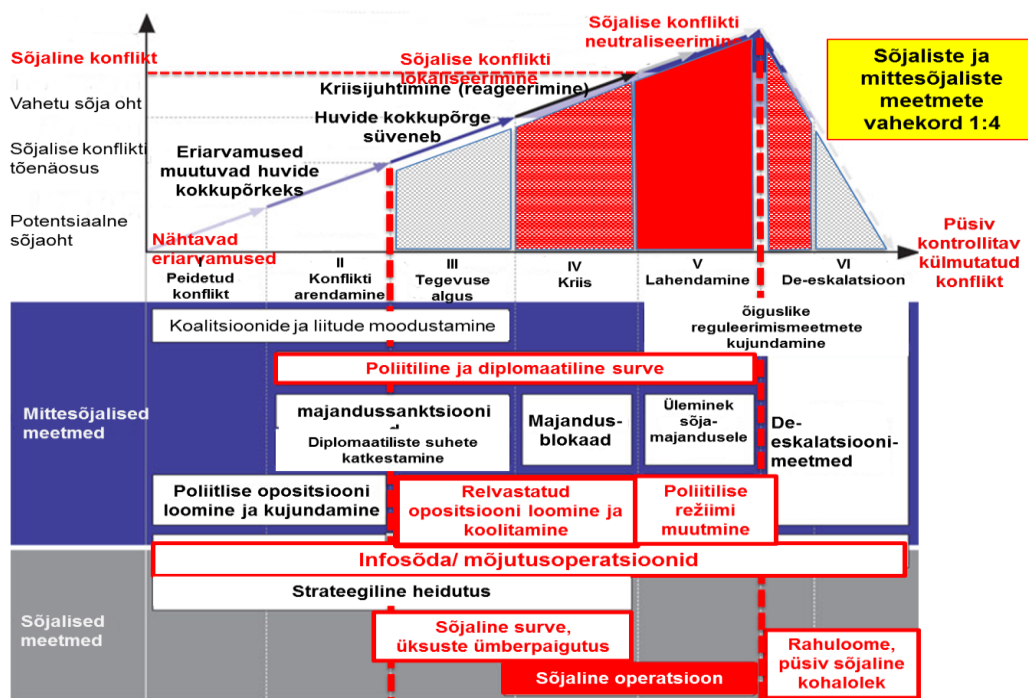 Sõjalise konflikti
neutraliseerimine
Sõjaliste ja
mittesõjaliste
meetmete
vahekord 1:4
Sõjaline konflikt
Sõjalise konflikti
lokaliseerimine
Kriisijuhtimine (reageerimine)
Vahetu sõja oht
Huvide kokkupõrge
süveneb
Sõjalise konflikti
tõenäosus
Eriarvamused
muutuvad huvide
kokkupõrkeks
Potentsiaalne
sõjaoht
Nähtavad
eriarvamused
Püsiv
kontrollitav
külmutatud
konflikt
I
Peidetud
konflikt
II
Konflikti
arendamine
III
Tegevuse
algus
IV
Kriis
V
Lahendamine
VI
De-eskalatsioon
Mittesõjalised
meetmed
Koalitsioonide ja liitude moodustamine
õiguslike
reguleerimismeetmete
kujundamine
Poliitiline ja diplomaatiline surve
majandussanktsiooni
d
Diplomaatiliste suhete
katkestamine
Majandus-
blokaad
Üleminek
sõja-
majandusele
De-
eskalatsiooni-
meetmed
Poliitlise opositsiooni
loomine ja kujundamine
Relvastatud
opositsiooni loomine ja
koolitamine
Poliitilise
režiimi
muutmine
Infosõda/ mõjutusoperatsioonid
Sõjalised
meetmed
Strateegiline heidutus
Sõjaline surve,
üksuste ümberpaigutus
Sõjaline operatsioon
Rahuloome,
püsiv sõjaline
kohalolek